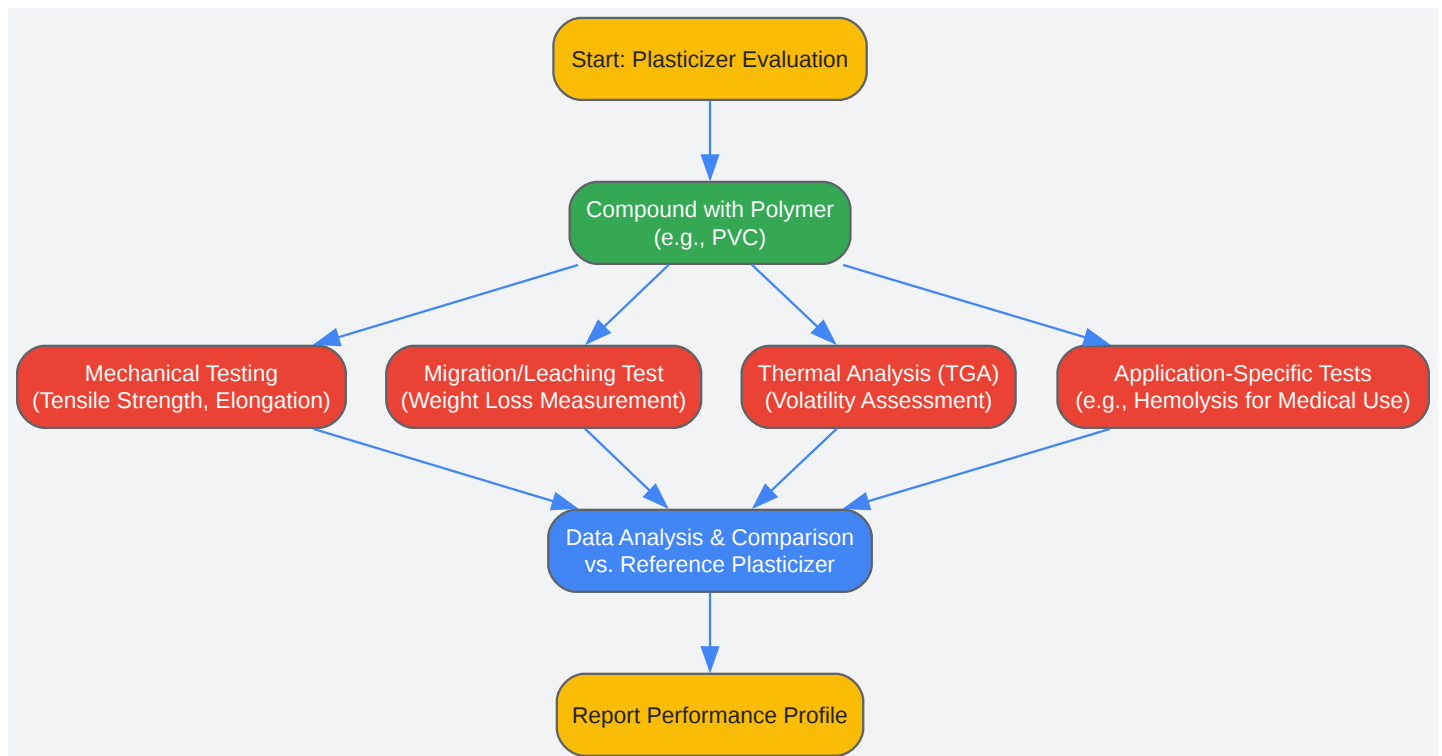 Start: Plasticizer Evaluation
Compound with Polymer
(e.g., PVC)
Mechanical Testing
(Tensile Strength, Elongation)
Migration/Leaching Test
(Weight Loss Measurement)
Thermal Analysis (TGA)
(Volatility Assessment)
Application-Specific Tests
(e.g., Hemolysis for Medical Use)
Data Analysis & Comparison
vs. Reference Plasticizer
Report Performance Profile